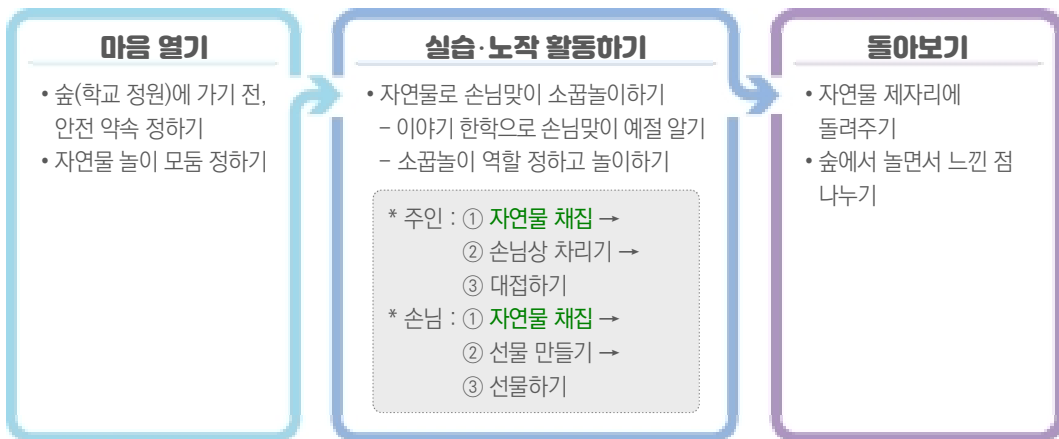 마음 열기
• 숲(학교 정원)에 가기 전,
안전 약속 정하기
• 자연물 놀이 모둠 정하기
실습·노작 활동하기
• 자연물로 손님맞이 소꿉놀이하기
- 이야기 한학으로 손님맞이 예절 알기
- 소꿉놀이 역할 정하고 놀이하기
* 주인 : ① 자연물 채집 →
② 손님상 차리기 →
③ 대접하기
* 손님 : ① 자연물 채집 →
② 선물 만들기 →
③ 선물하기
돌아보기
• 자연물 제자리에
돌려주기
• 숲에서 놀면서 느낀 점
나누기